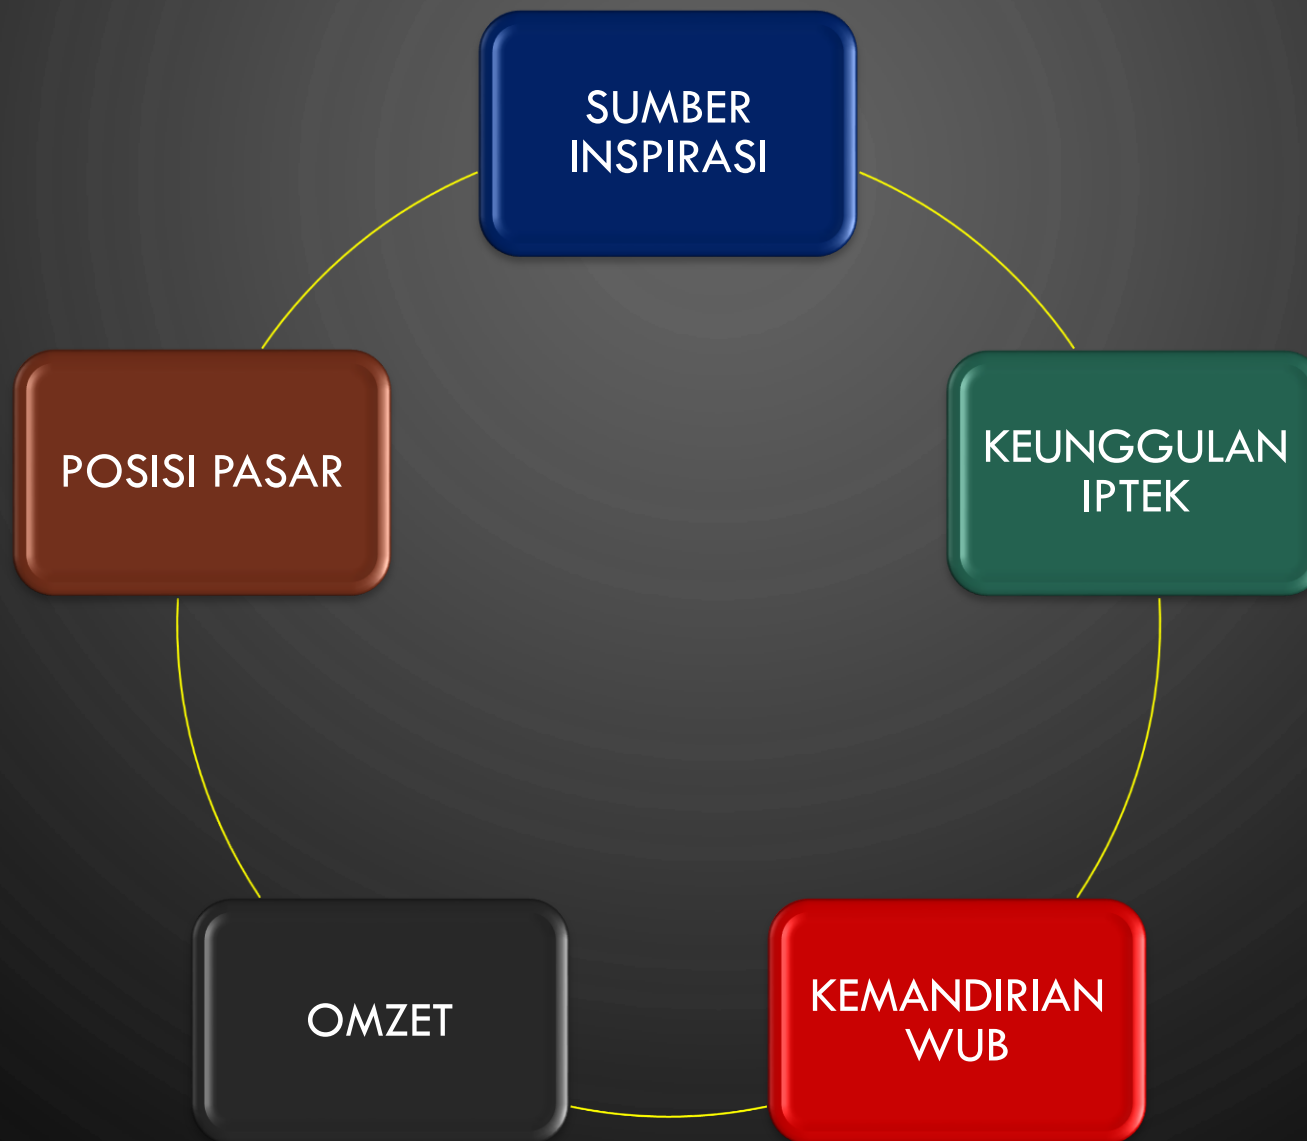 SUMBER
INSPIRASI
POSISI PASAR
KEUNGGULAN
IPTEK
OMZET
KEMANDIRIAN
WUB